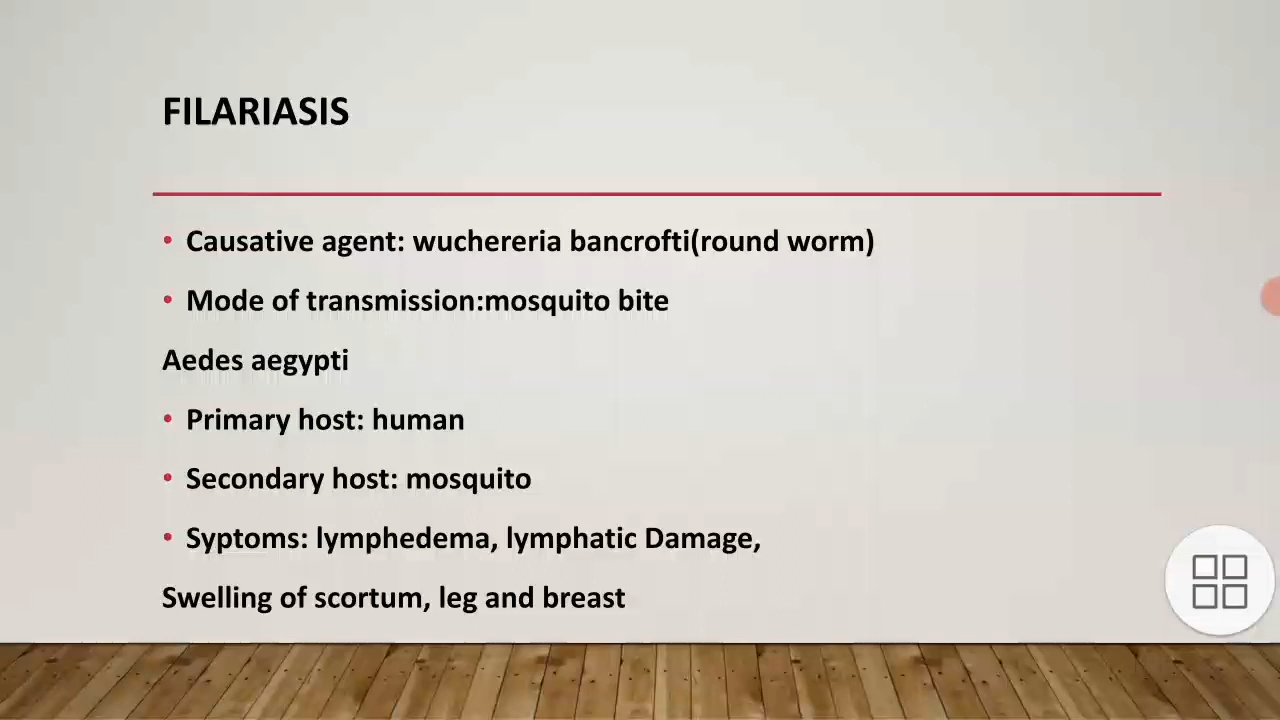 FILARIASIS
• Causative agent: wuchereria bancrofti(round worm)
• Mode of transmission:mosquito bite
Aedes aegypti
• Primary host: human
• Secondary host: mosquito
• Syptoms: lymphedema, lymphatic Damage,
Swelling of scortum, leg and breast